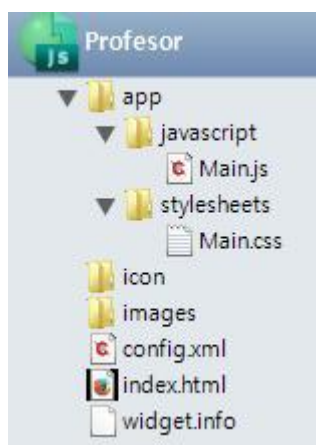 JS Profesor
app
javascript
Main.js
stylesheets
Main.css
icon
images
config.xml
index.html
widget.info